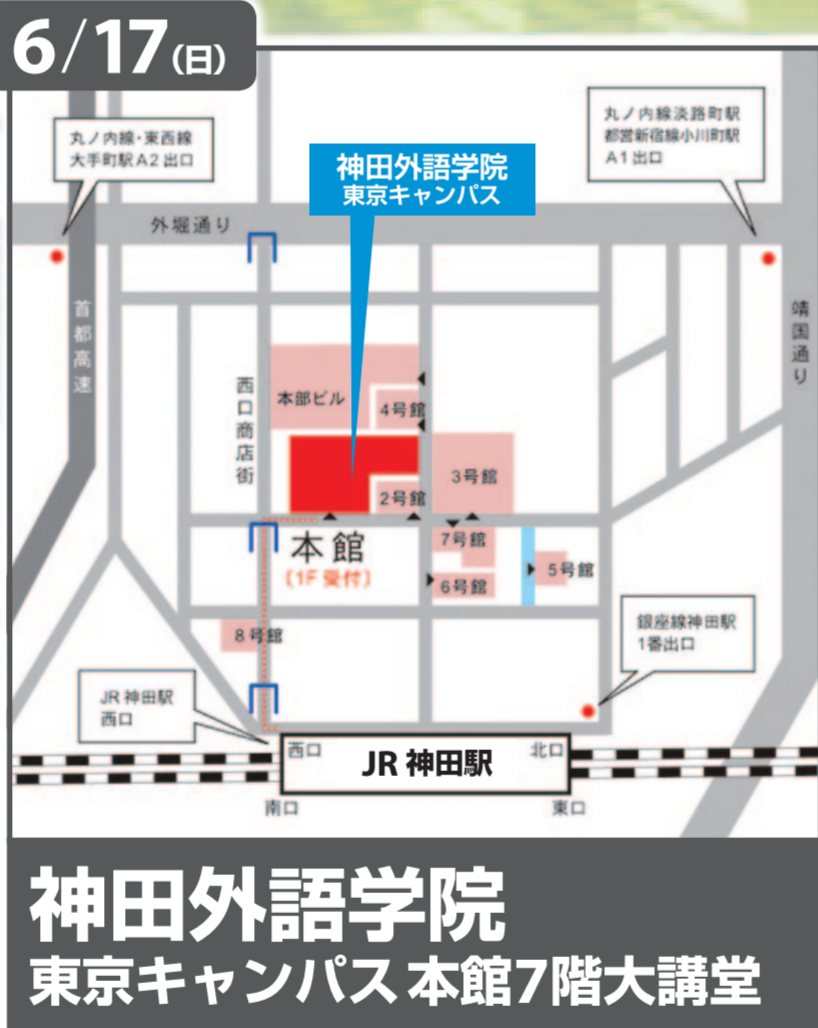 6/17(日)
丸ノ内線・東西線
大手町駅A2出口
丸ノ内線淡路町駅
都営新宿線小川町駅
A1出口
神田外語学院
東京キャンパス
外堀通り
首都高速
靖国通り
西口商店街
本部ビル
4号館
3号館
2号館
本館
(1F受付)
7号館
5号館
6号館
8号館
銀座線神田駅
1番出口
JR神田駅
西口
西口
JR 神田駅
北口
南口
東口
神田外語学院
東京キャンパス 本館7階大講堂